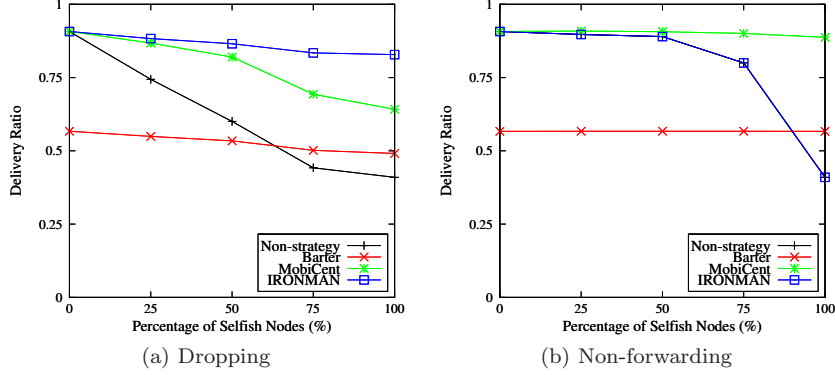 1
0.75
0.5
0.25
0
Delivery Ratio
0 25 50 75 100
Percentage of Selfish Nodes (%)
Non-strategy
Barter
MobiCent
IRONMAN
(a) Dropping
1
0.75
0.5
0.25
0
Delivery Ratio
0 25 50 75 100
Percentage of Selfish Nodes (%)
Non-strategy
Barter
MobiCent
IRONMAN
(b) Non-forwarding